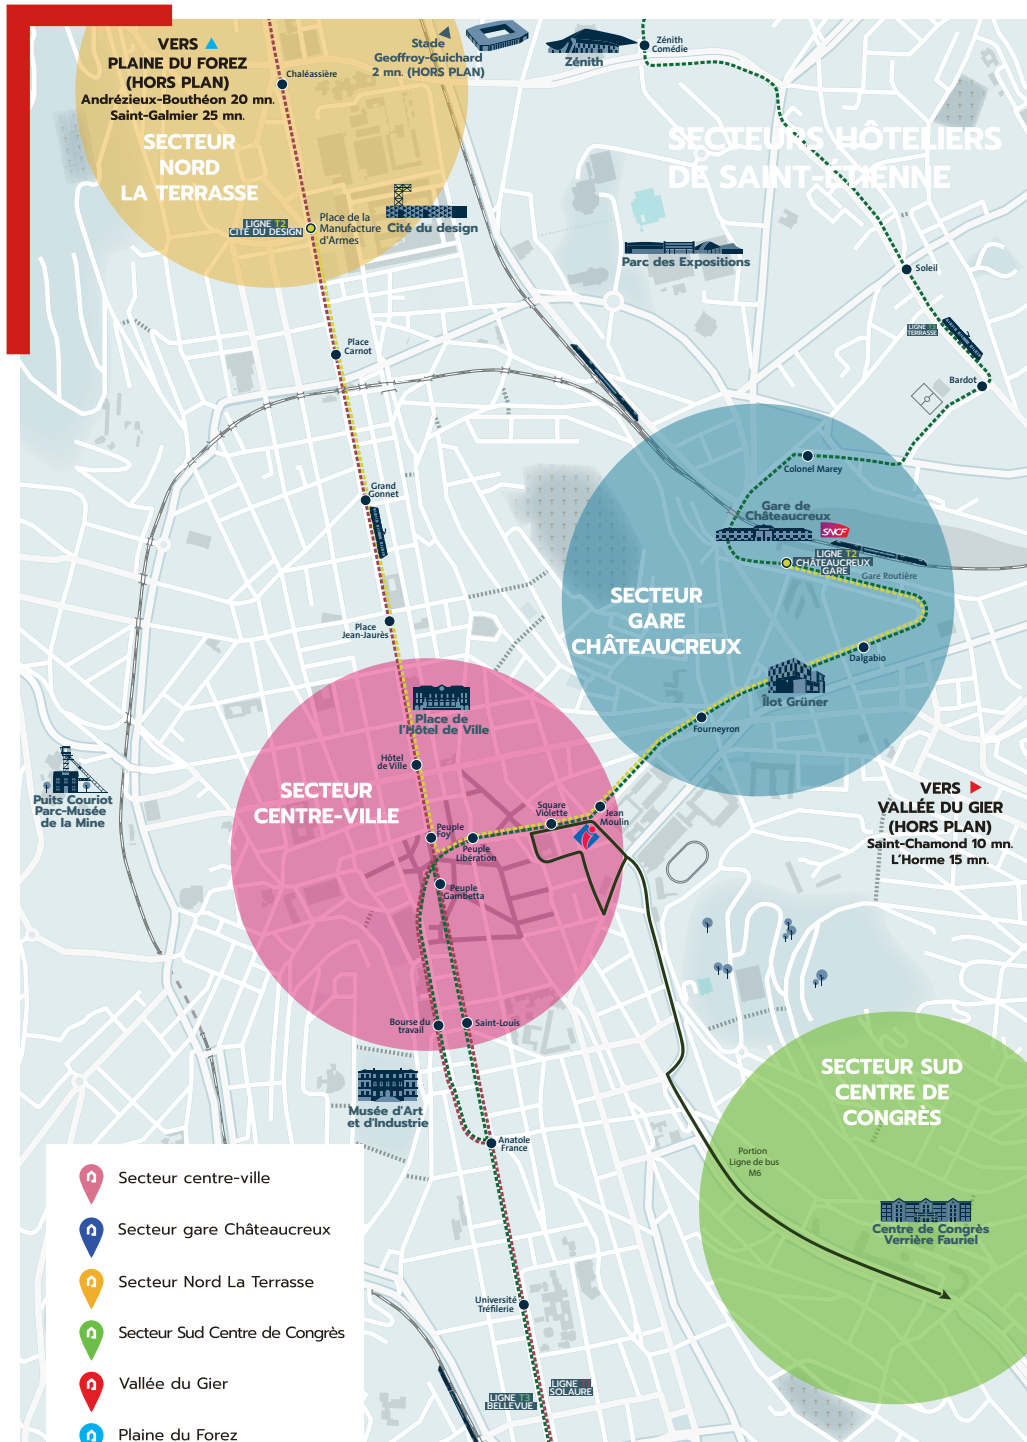 VERS
PLAINE DU FOREZ
(HORS PLAN)
Andrézieux-Bouthéon 20 mn.
Saint-Galmier 25 mn.
SECTEUR
NORD
LA TERRASSE
Chaléassière
Stade
Geoffroy-Guichard
2 mn. (HORS PLAN)
Zénith
Zénith
Comédie
SECTEURS HÔTELIERS
DE SAINT-ETIENNE
LIGNE T2
CITÉ DU DESIGN
Place de la
Manufacture
d'Armes
Cité du design
Parc des Expositions
Soleil
LIGNE T3
TERRASSE
Place
Carnot
Bardot
Colonel Marey
Grand
Gonnet
Gare de
Châteaucreux
SNCF
LIGNE T2
CHÂTEAUCREUX
GARE
Gare Routière
SECTEUR
GARE
CHÂTEAUCREUX
Place
Jean-Jaurès
Dalgabio
Îlot Grüner
Fourneyron
Place de
l'Hôtel de Ville
Hôtel
de Ville
Puits Couriot
Parc-Musée
de la Mine
SECTEUR
CENTRE-VILLE
Square
Violette
Jean
Moulin
Peuple
Foy
Peuple
Libération
Peuple
Gambetta
VERS
VALLÉE DU GIER
(HORS PLAN)
Saint-Chamond 10 mn.
L'Horme 15 mn.
Bourse du
travail
Saint-Louis
SECTEUR SUD
CENTRE DE
CONGRÈS
Musée d'Art
et d'Industrie
Anatole
France
Portion
Ligne de bus
M6
Centre de Congrès
Verrière Fauriel
Université
Tréfilerie
LIGNE T1
SOLAURE
LIGNE T3
BELLEVUE
Secteur centre-ville
Secteur gare Châteaucreux
Secteur Nord La Terrasse
Secteur Sud Centre de Congrès
Vallée du Gier
Plaine du Forez